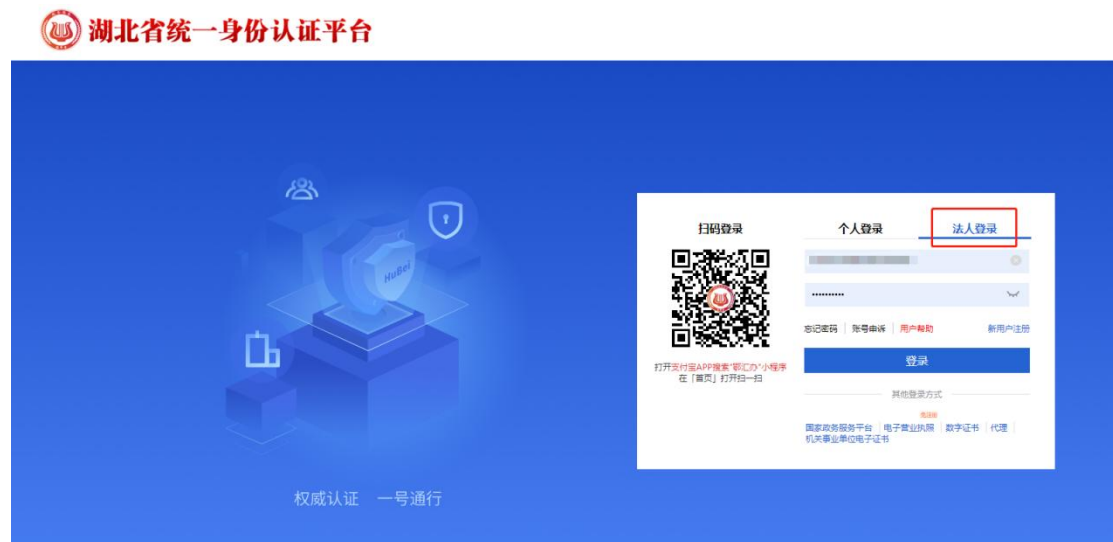 湖北省统一身份认证平台
HuBei
权威认证 一号通行
扫码登录
打开支付宝APP搜索"鄂汇办"小程序
在「首页」打开扫一扫
个人登录 法人登录
忘记密码 账号申诉 用户帮助 新用户注册
登录
其他登录方式
国家政务服务平台 电子营业执照 数字证书 代理
机关事业单位电子证书